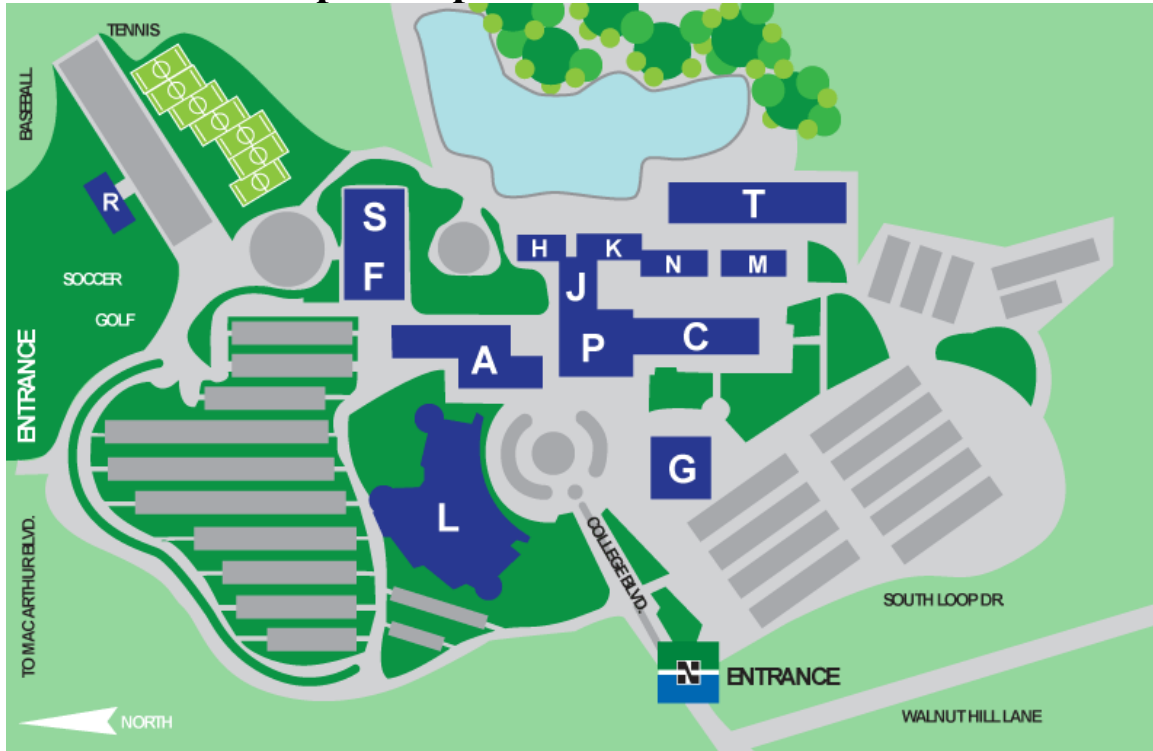 TENNIS
BASEBALL
R
S
F
T
H
K
N
M
J
SOCCER
GOLF
ENTRANCE
A
P
C
G
L
COLLEGE BLVD.
TO MAC ARTHUR BLVD.
SOUTH LOOP DR.
N
ENTRANCE
WALNUT HILL LANE
NORTH